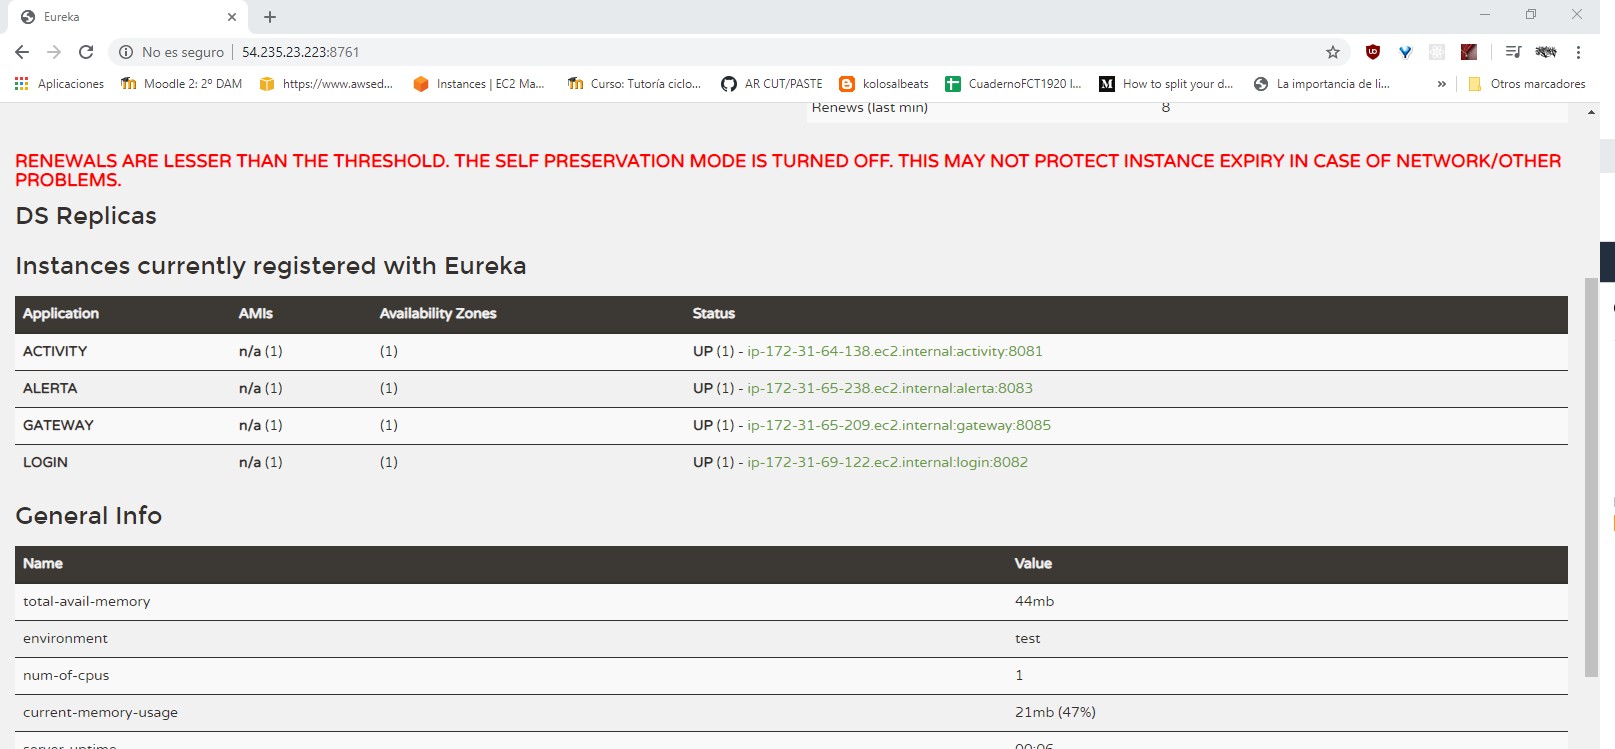 Eureka
No es seguro 54.235.23.223:8761
Aplicaciones Moodle 2: 2º DAM https://www.awsed... Instances | EC2 Ma... Curso: Tutoría ciclo... AR CUT/PASTE kolosalbeats CuadernoFCT1920 I... How to split your d... La importancia de li... » Otros marcadores
Renews (last min) 8
RENEWALS ARE LESSER THAN THE THRESHOLD. THE SELF PRESERVATION MODE IS TURNED OFF. THIS MAY NOT PROTECT INSTANCE EXPIRY IN CASE OF NETWORK/OTHER
PROBLEMS.
DS Replicas
Instances currently registered with Eureka
Application AMIs Availability Zones Status
ACTIVITY n/a (1) (1) UP (1) - ip-172-31-64-138.ec2.internal:activity:8081
ALERTA n/a (1) (1) UP (1) - ip-172-31-65-238.ec2.internal:alerta:8083
GATEWAY n/a (1) (1) UP (1) - ip-172-31-65-209.ec2.internal:gateway:8085
LOGIN n/a (1) (1) UP (1) - ip-172-31-69-122.ec2.internal:login:8082
General Info
Name Value
total-avail-memory 44mb
environment test
num-of-cpus 1
current-memory-usage 21mb (47%)
server-uptime 00:06